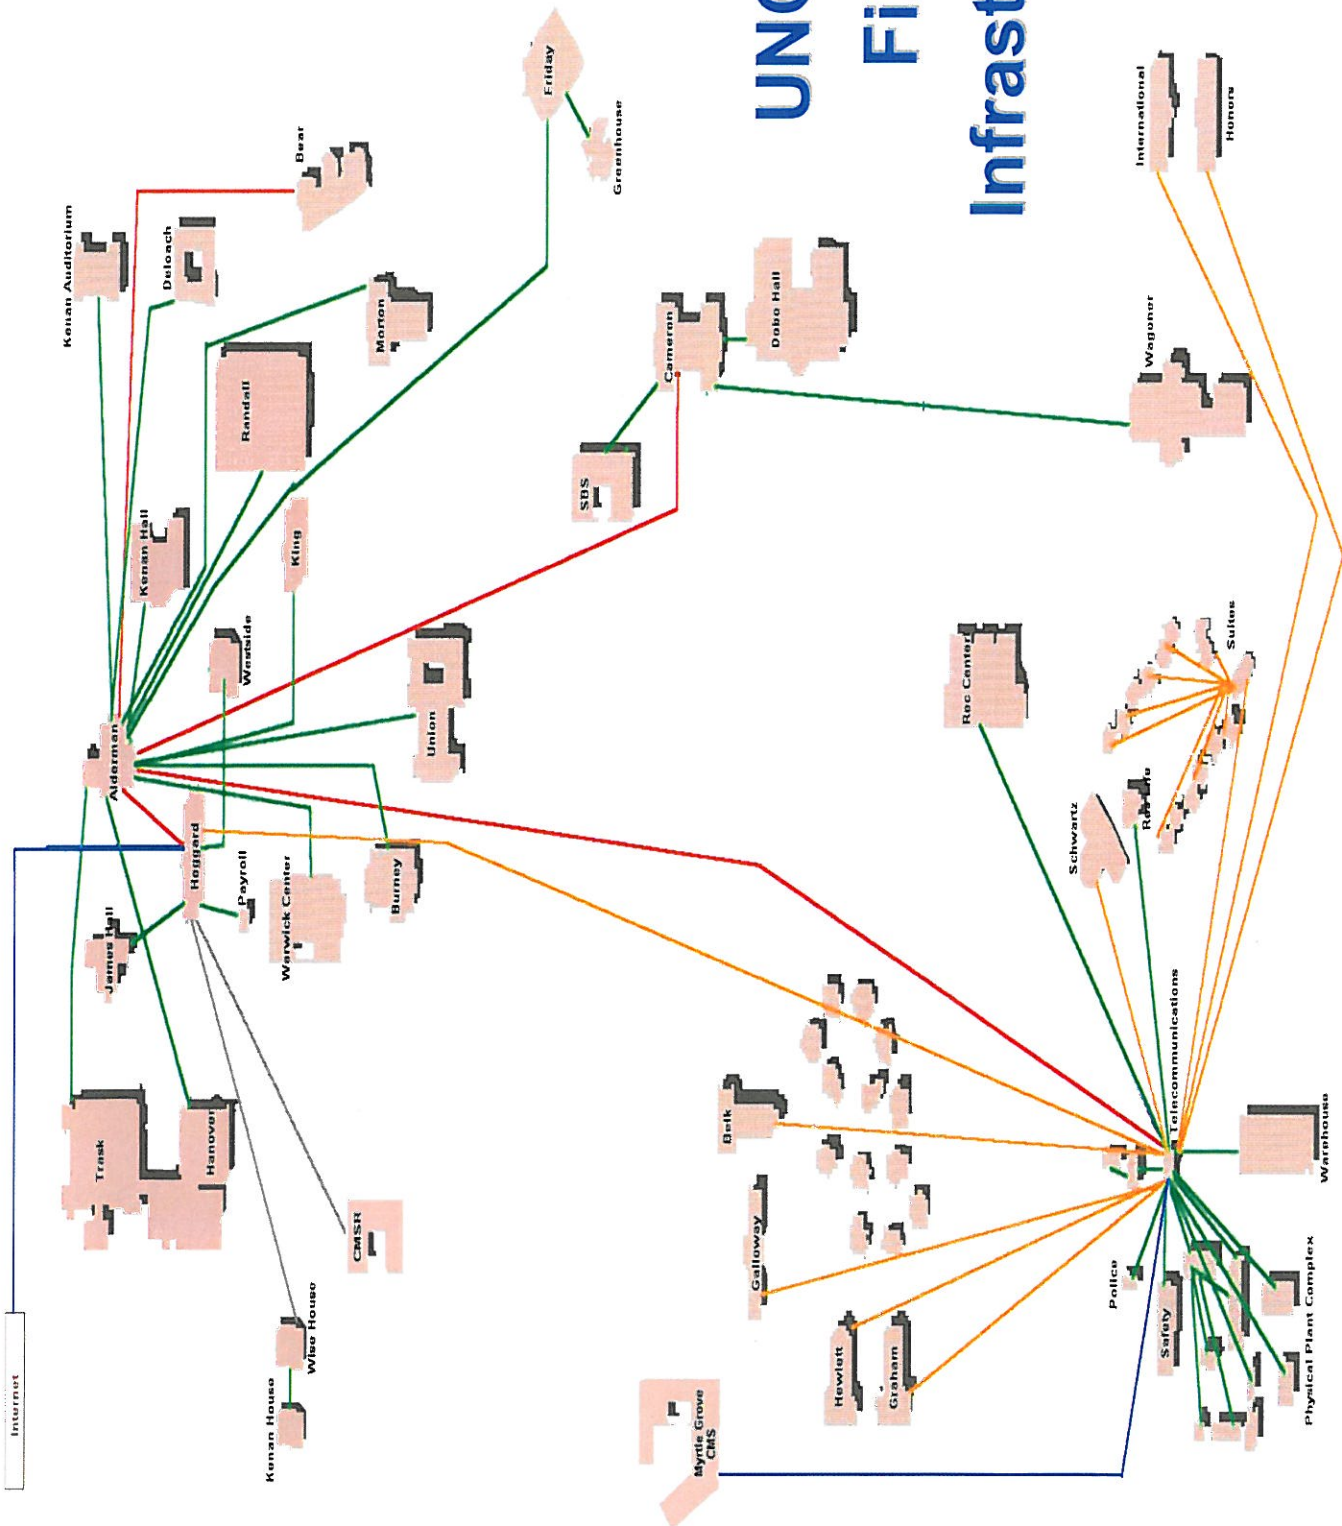 UNC
Fi
Infrast
Internet
Kenan House
Wise House
CMSR
Trask
Hanover
James Hall
Hoggard
Payroll
Warwick Center
Burney
Alderman
Westside
Union
Kenan Hall
King
Randall
Kenan Auditorium
Deloach
Morton
Bear
Friday
Greenhouse
SBS
Cameron
Dobo Hall
Wagoner
International
Honors
Rec Center
Suites
Schwartz
Res Life
Telecommunications
Warehouse
Belk
Galloway
Hewlett
Graham
Myrtle Grove
CMS
Police
Safety
Physical Plant Complex